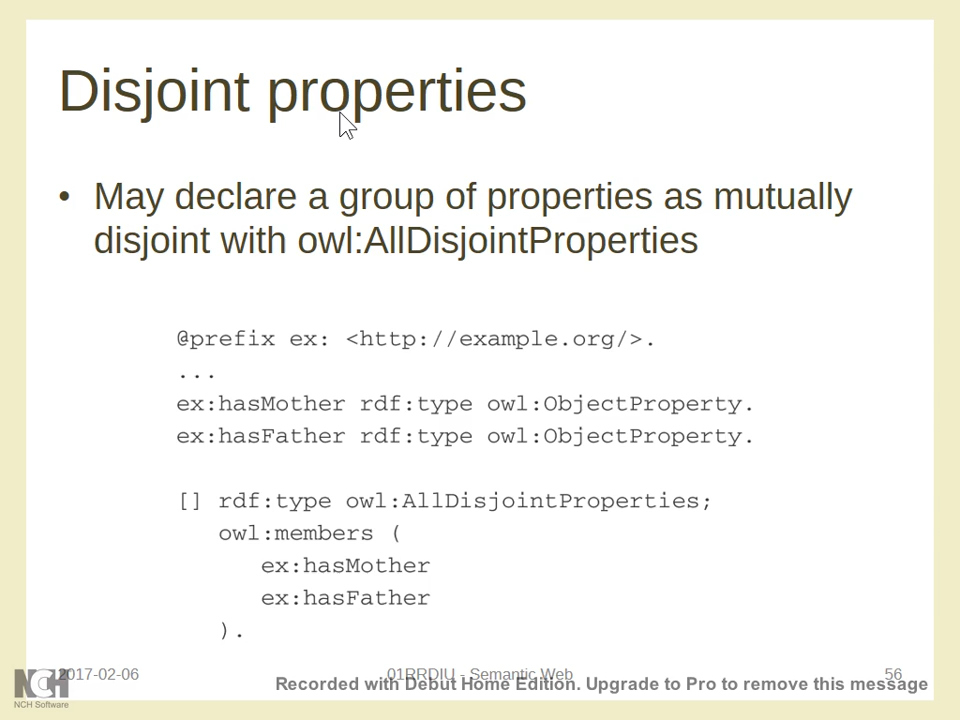 Disjoint properties
• May declare a group of properties as mutually
disjoint with owl:AllDisjointProperties
@prefix ex: <http://example.org/>.
...
ex:hasMother rdf:type owl:ObjectProperty.
ex:hasFather rdf:type owl:ObjectProperty.
[] rdf:type owl:AllDisjointProperties;
owl:members (
ex:hasMother
ex:hasFather
).
2017-02-06 01RRDIU - Semantic Web 56
Recorded with Debut Home Edition. Upgrade to Pro to remove this message
NCH
NCH Software